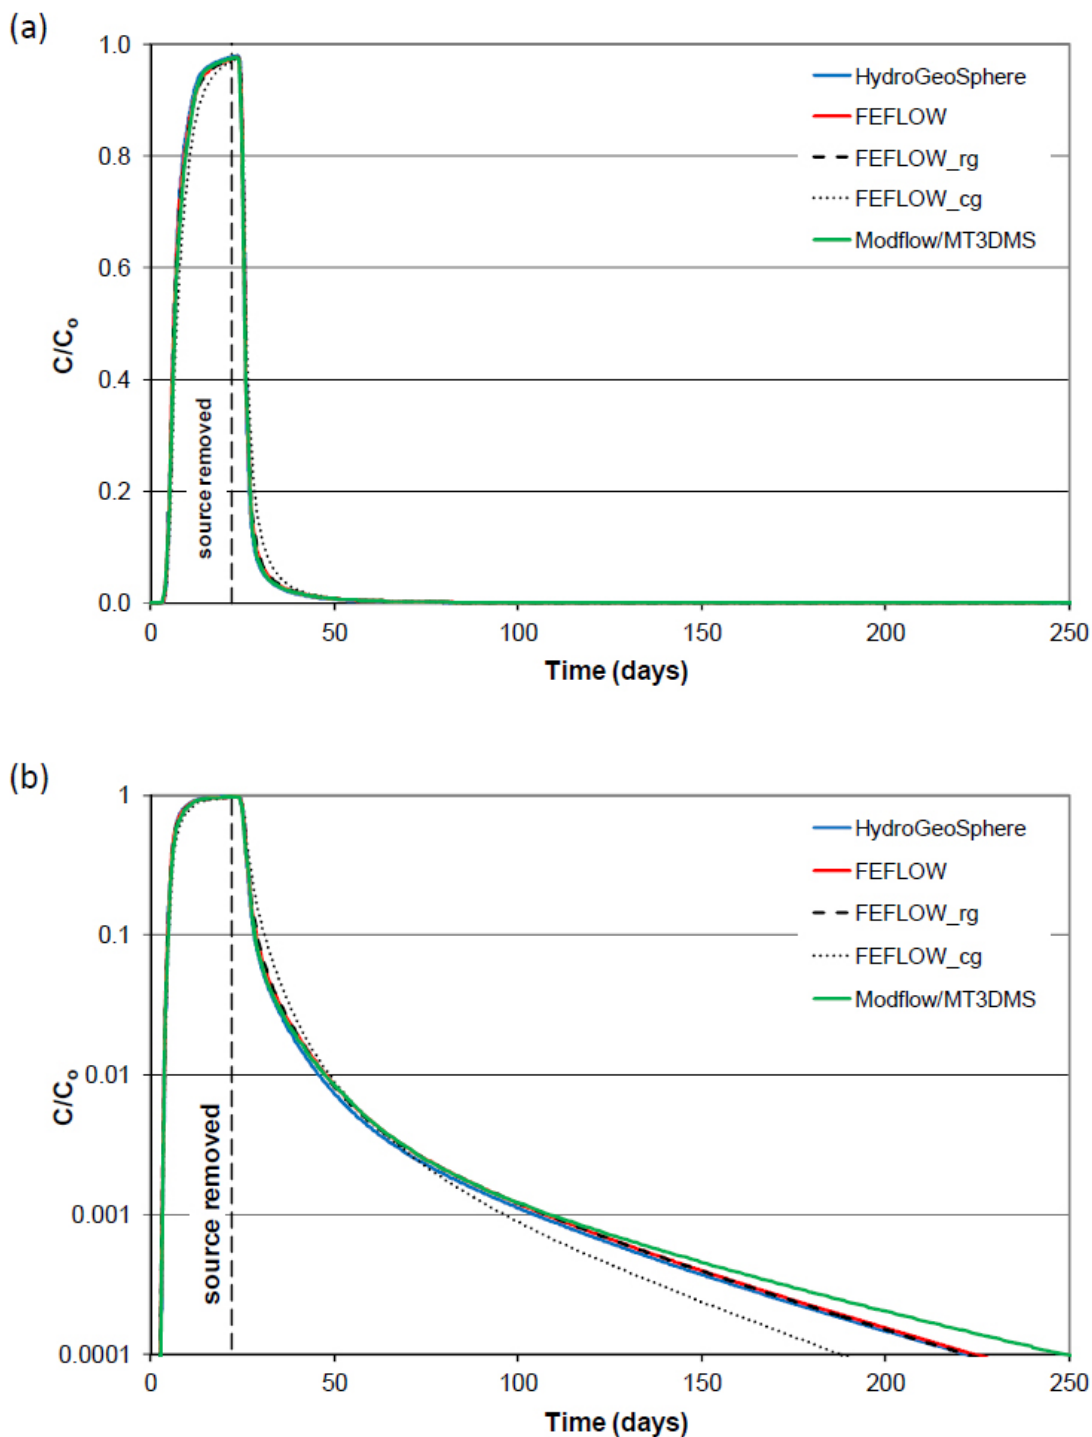 (a)
1.0
0.8
0.6
0.4
0.2
0.0
C/Co
source removed
HydroGeoSphere
FEFLOW
FEFLOW_rg
FEFLOW_cg
Modflow/MT3DMS
0 50 100 150 200 250
Time (days)
(b)
1
0.1
0.01
0.001
0.0001
C/Co
source removed
HydroGeoSphere
FEFLOW
FEFLOW_rg
FEFLOW_cg
Modflow/MT3DMS
0 50 100 150 200 250
Time (days)